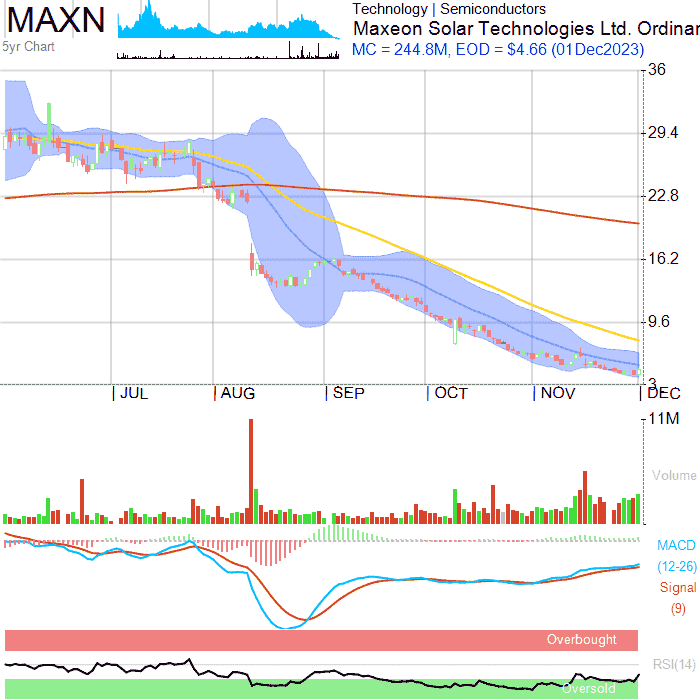 MAXN
5yr Chart
Technology | Semiconductors
Maxeon Solar Technologies Ltd. Ordinar
MC = 244.8M, EOD = $4.66 (01Dec2023)
36
29.4
22.8
16.2
9.6
3
JUL AUG SEP OCT NOV DEC
11M
Volume
MACD
(12-26)
Signal
(9)
Overbought
RSI(14)
Oversold